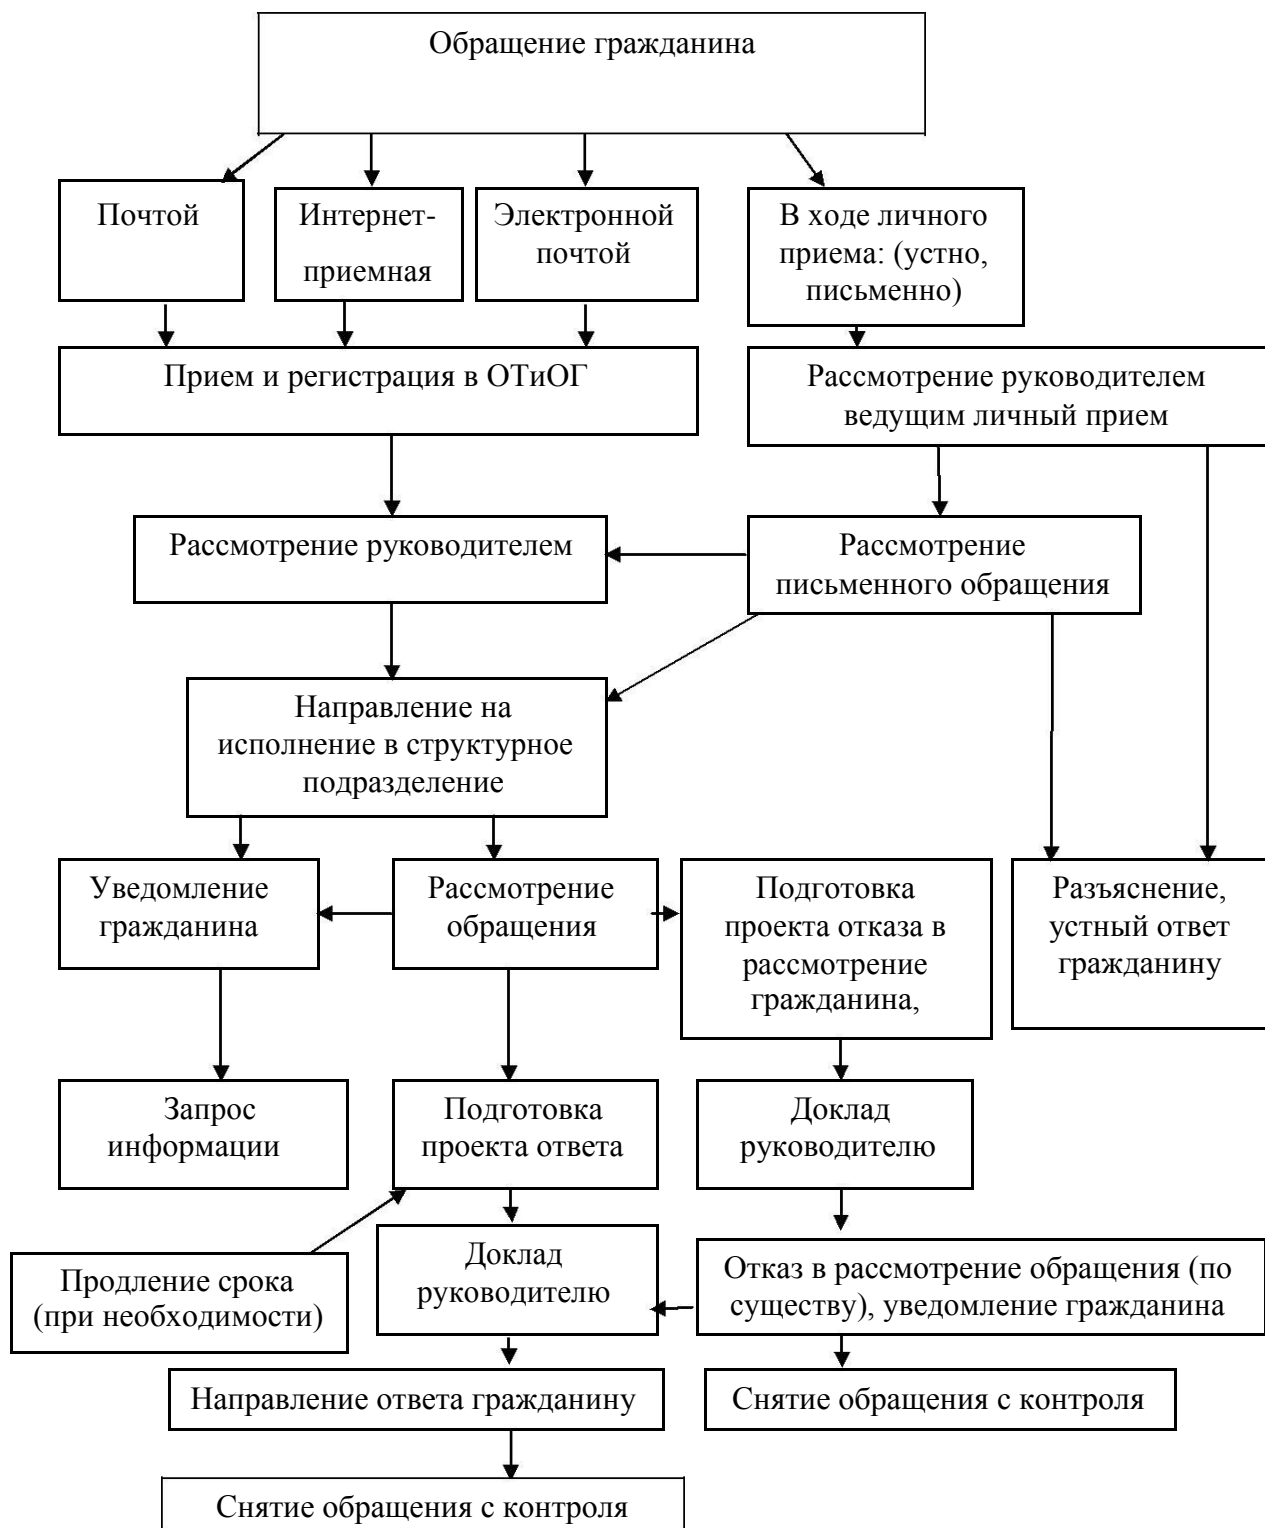 Обращение гражданина
Почтой
Интернет-
приемная
Электронной
почтой
В ходе личного
приема: (устно,
письменно)
Прием и регистрация в ОТиОГ
Рассмотрение руководителем
ведущим личный прием
Рассмотрение руководителем
Рассмотрение
письменного обращения
Направление на
исполнение в структурное
подразделение
Уведомление
гражданина
Рассмотрение
обращения
Подготовка
проекта отказа в
рассмотрение
гражданина,
Разъяснение,
устный ответ
гражданину
Запрос
информации
Подготовка
проекта ответа
Доклад
руководителю
Продление срока
(при необходимости)
Доклад
руководителю
Отказ в рассмотрение обращения (по
существу), уведомление гражданина
Направление ответа гражданину
Снятие обращения с контроля
Снятие обращения с контроля